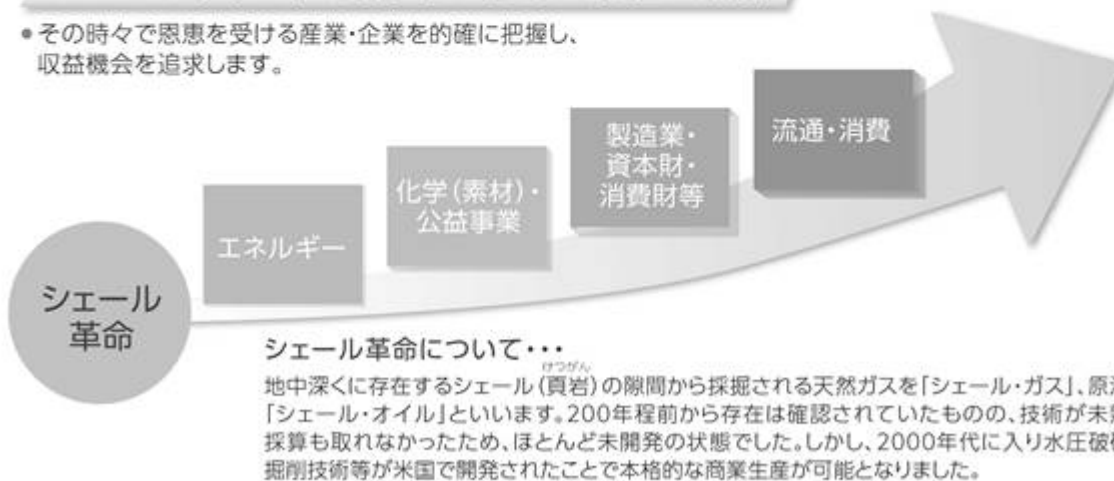 •その時々で恩恵を受ける産業・企業を的確に把握し、
収益機会を追求します。
流通・消費
製造業・
資本財・
消費財等
化学(素材)・
公益事業
エネルギー
シェール
革命
シェール革命について・・・
けつがん
地中深くに存在するシェール(頁岩)の隙間から採掘される天然ガスを「シェール・ガス」、原
「シェール・オイル」といいます。200年程前から存在は確認されていたものの、技術が未
採算も取れなかったため、ほとんど未開発の状態でした。しかし、2000年代に入り水圧破
掘削技術等が米国で開発されたことで本格的な商業生産が可能となりました。